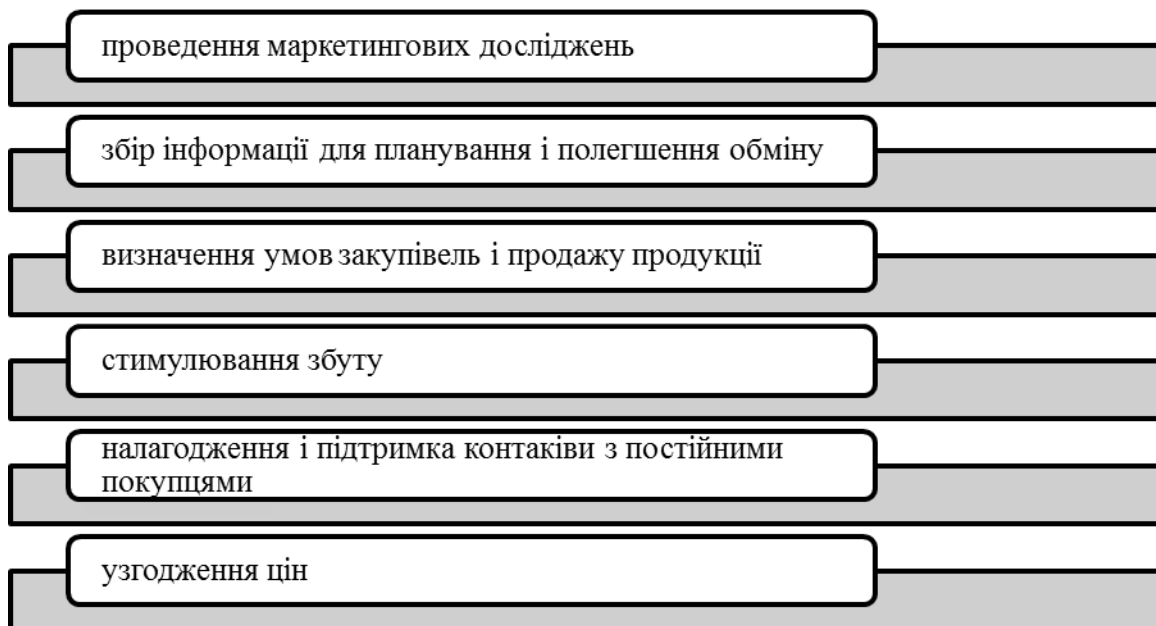 проведення маркетингових досліджень
збір інформації для планування і полегшення обміну
визначення умов закупівель і продажу продукції
стимулювання збуту
налагодження і підтримка контаківи з постійними
покупцями
узгодження цін